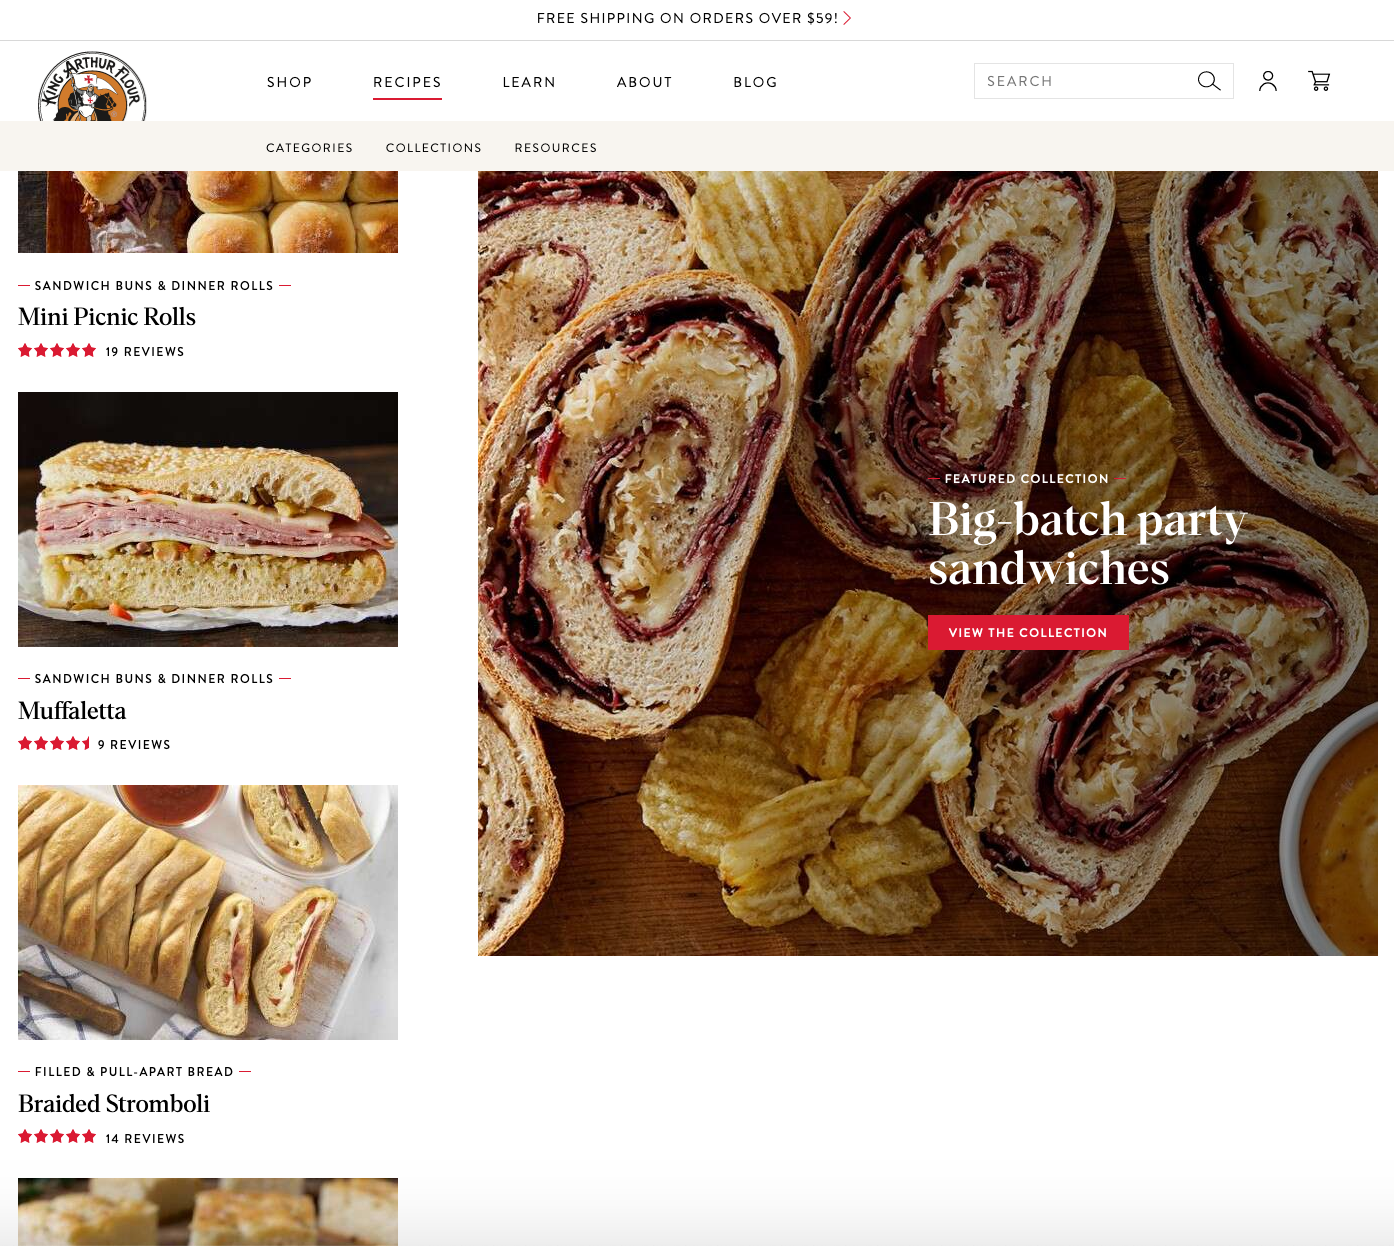 FREE SHIPPING ON ORDERS OVER $59!
KING ARTHUR FLOUR
SHOP RECIPES LEARN ABOUT BLOG
SEARCH
CATEGORIES COLLECTIONS RESOURCES
SANDWICH BUNS & DINNER ROLLS
Mini Picnic Rolls
19 REVIEWS
SANDWICH BUNS & DINNER ROLLS
Muffaletta
9 REVIEWS
FILLED & PULL-APART BREAD
Braided Stromboli
14 REVIEWS
FEATURED COLLECTION
Big-batch party
sandwiches
VIEW THE COLLECTION